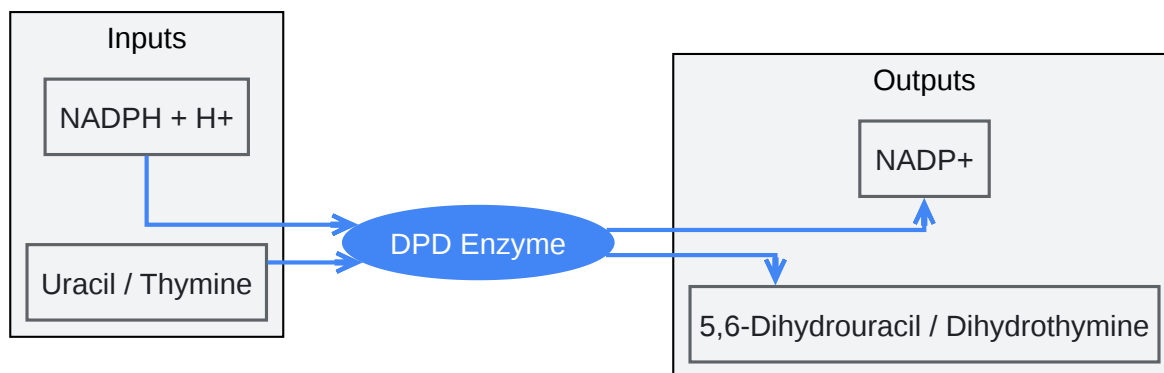 Inputs
NADPH + H+
Uracil / Thymine
DPD Enzyme
Outputs
NADP+
5,6-Dihydrouracil / Dihydrothymine